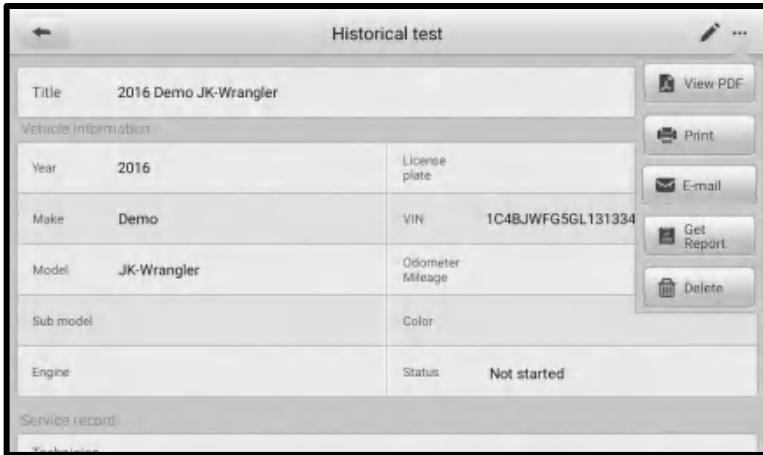 Historical test
Title 2016 Demo JK-Wrangler
View PDF
Vehicle information
Print
Year 2016
License plate
E-mail
Make Demo
VIN 1C4BJWFG5GL131334
Get Report
Model JK-Wrangler
Odometer Mileage
Delete
Sub model
Color
Engine
Status Not started
Service record
Technician